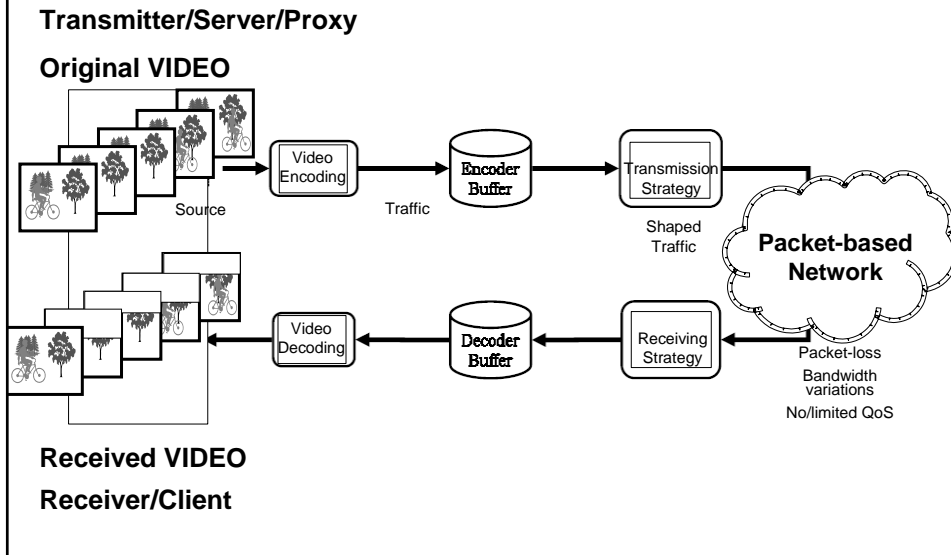 Transmitter/Server/Proxy
Original VIDEO
Video
Encoding
Encoder
Buffer
Transmission
Strategy
Source
Traffic
Shaped
Traffic
Packet-based
Network
Video
Decoding
Decoder
Buffer
Receiving
Strategy
Packet-loss
Bandwidth
variations
No/limited QoS
Received VIDEO
Receiver/Client